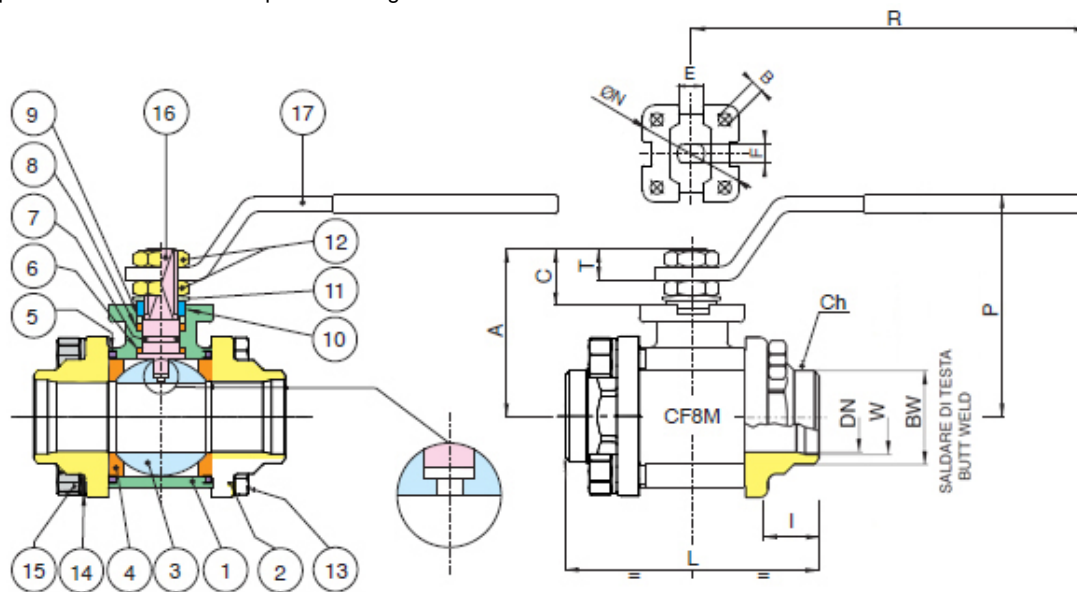 R
E
B
ØN
F
9
8
7
6
5
16
17
12
11
10
C
T
A
P
Ch
CF8M
DN
W
BW
SALDARE DI TESTA
BUTT WELD
I
L
=
=
15
14
4
3
1
2
13